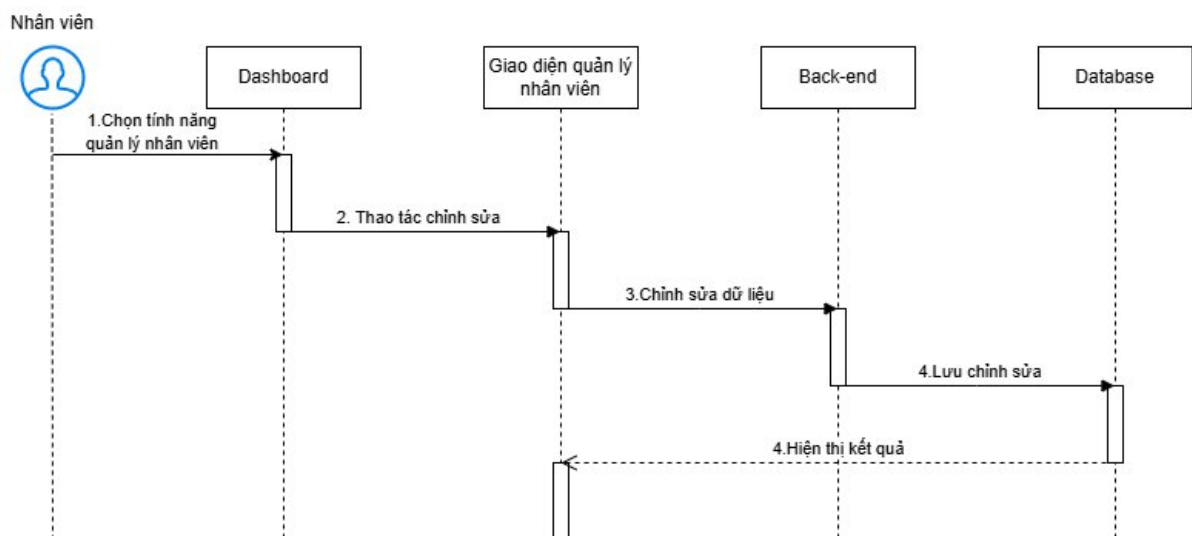 Nhân viên
Dashboard
Giao diện quản lý
nhân viên
Back-end
Database
1.Chọn tính năng
quản lý nhân viên
2. Thao tác chỉnh sửa
3.Chỉnh sửa dữ liệu
4.Lưu chỉnh sửa
4.Hiện thị kết quả